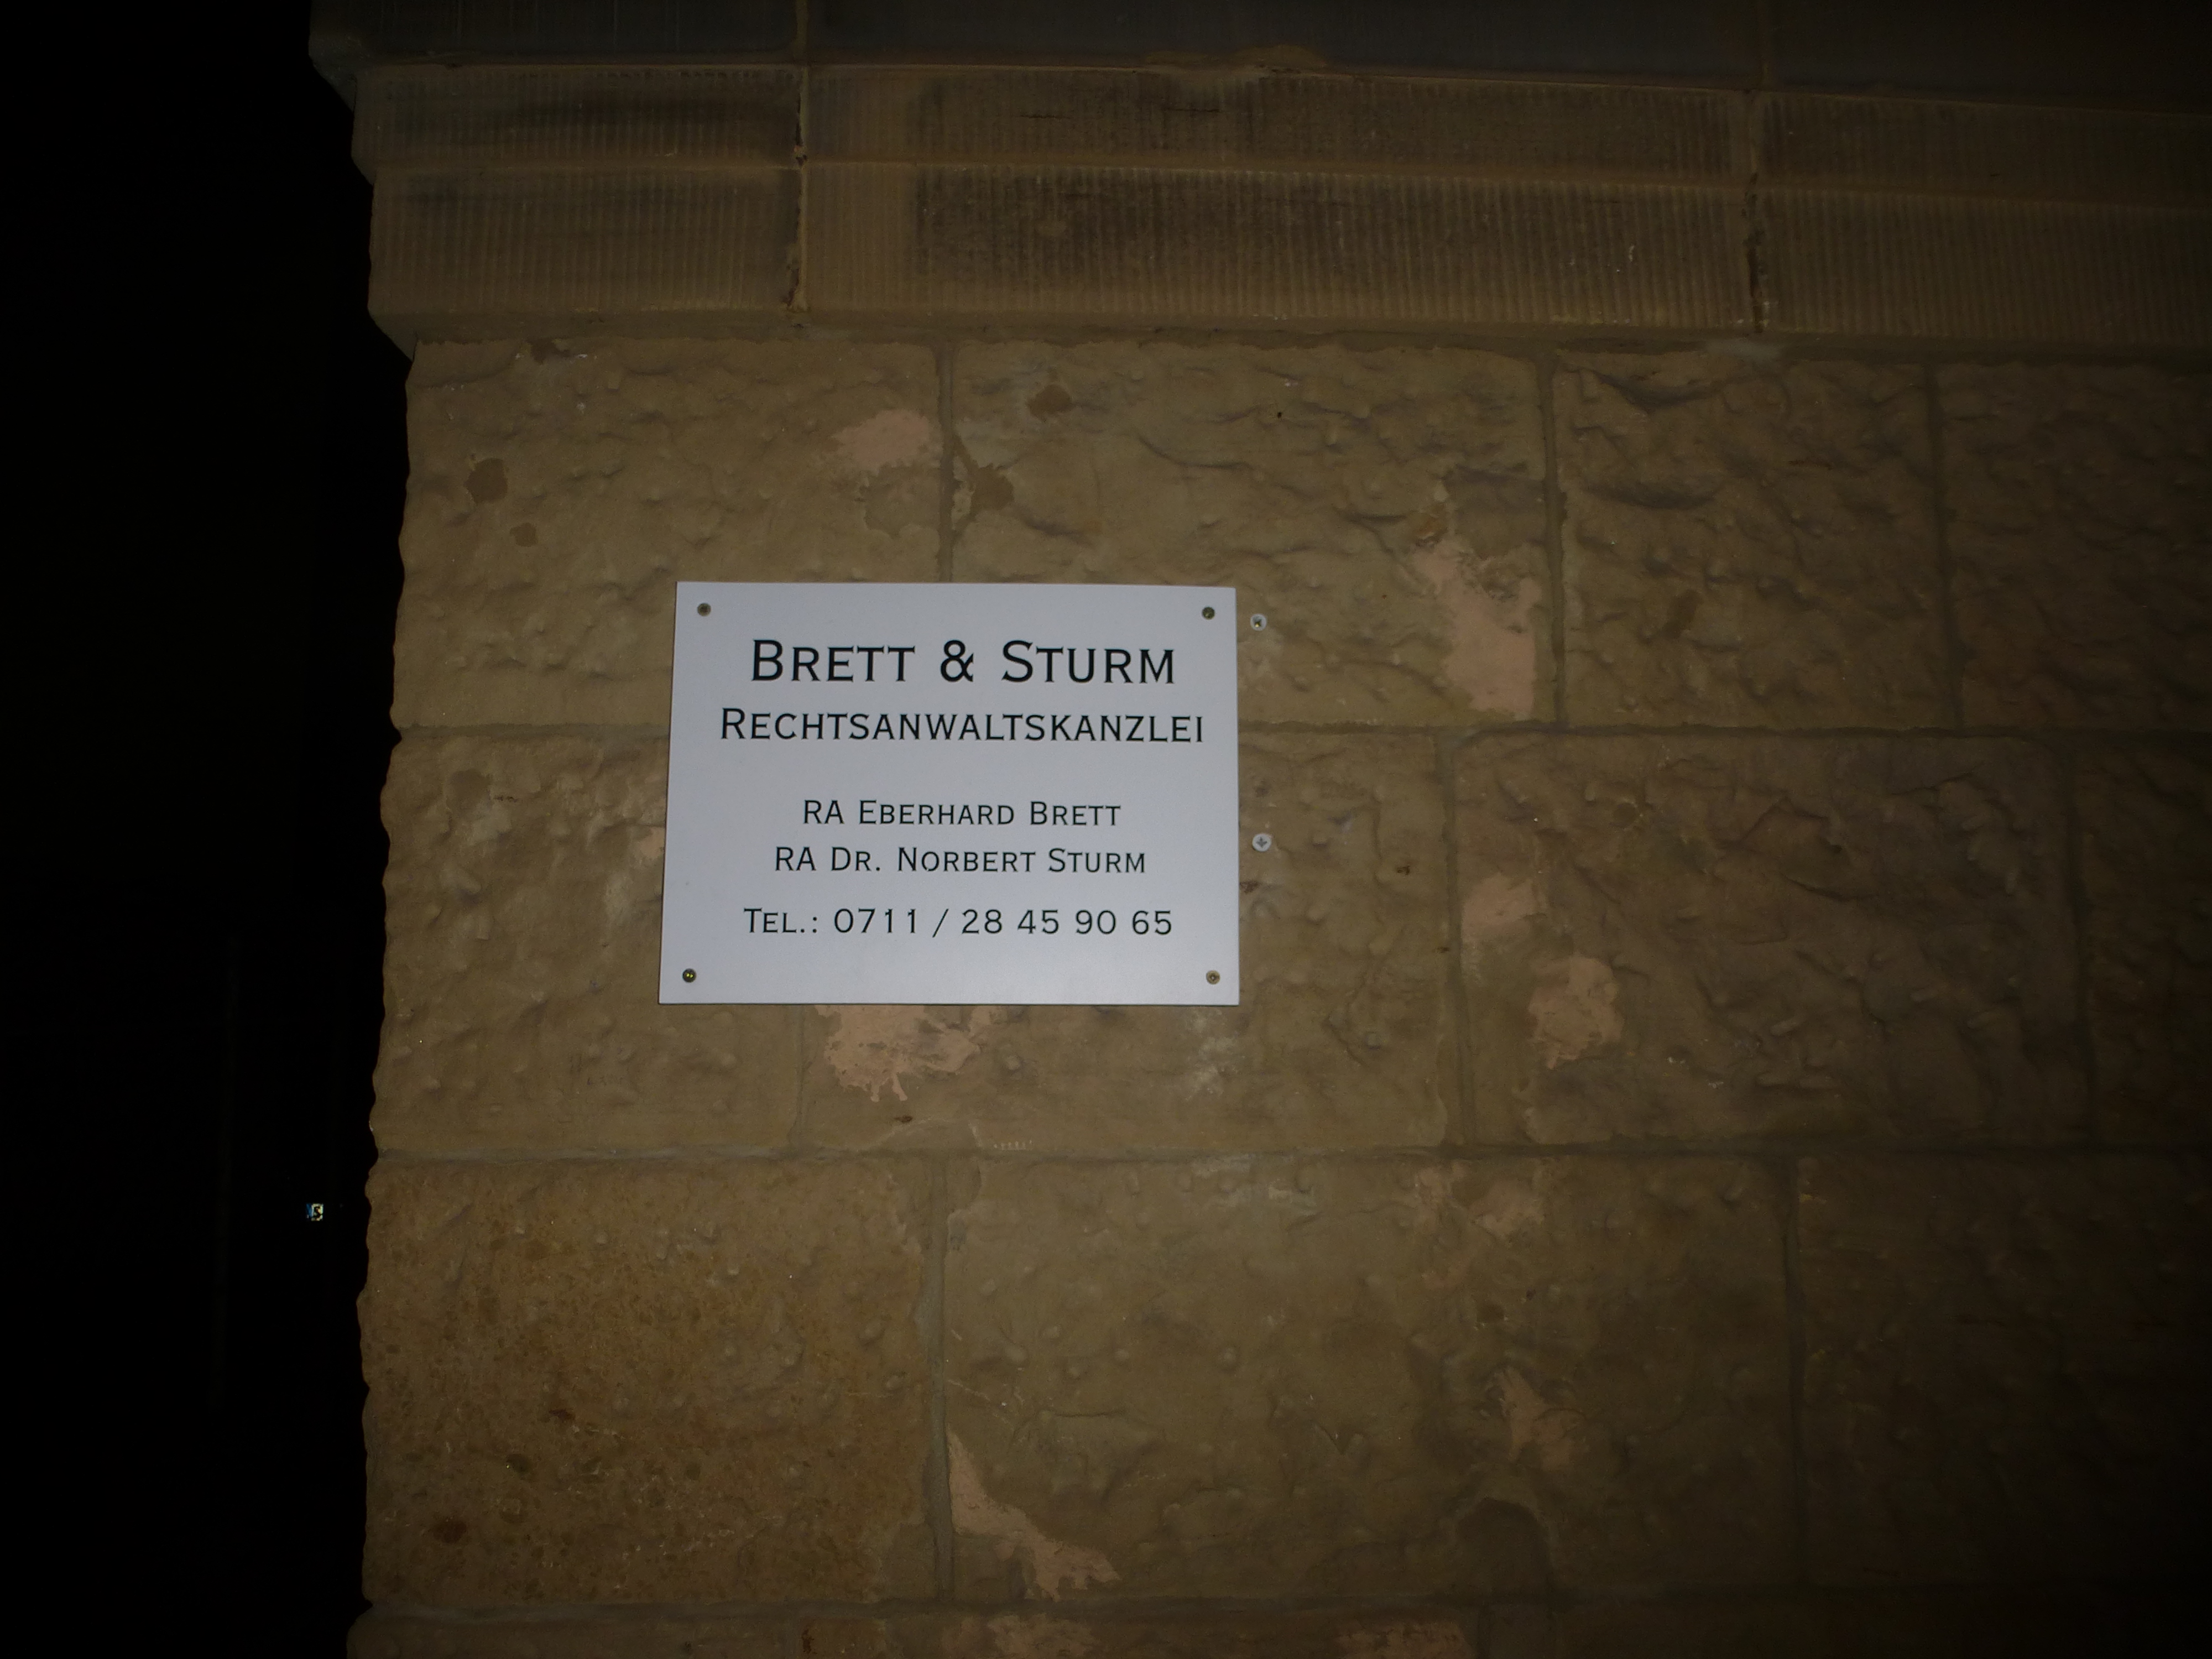 Brett & Sturm
Rechtsanwaltskanzlei
RA Eberhard Brett
RA Dr. Norbert Sturm
Tel.: 0711 / 28 45 90 65